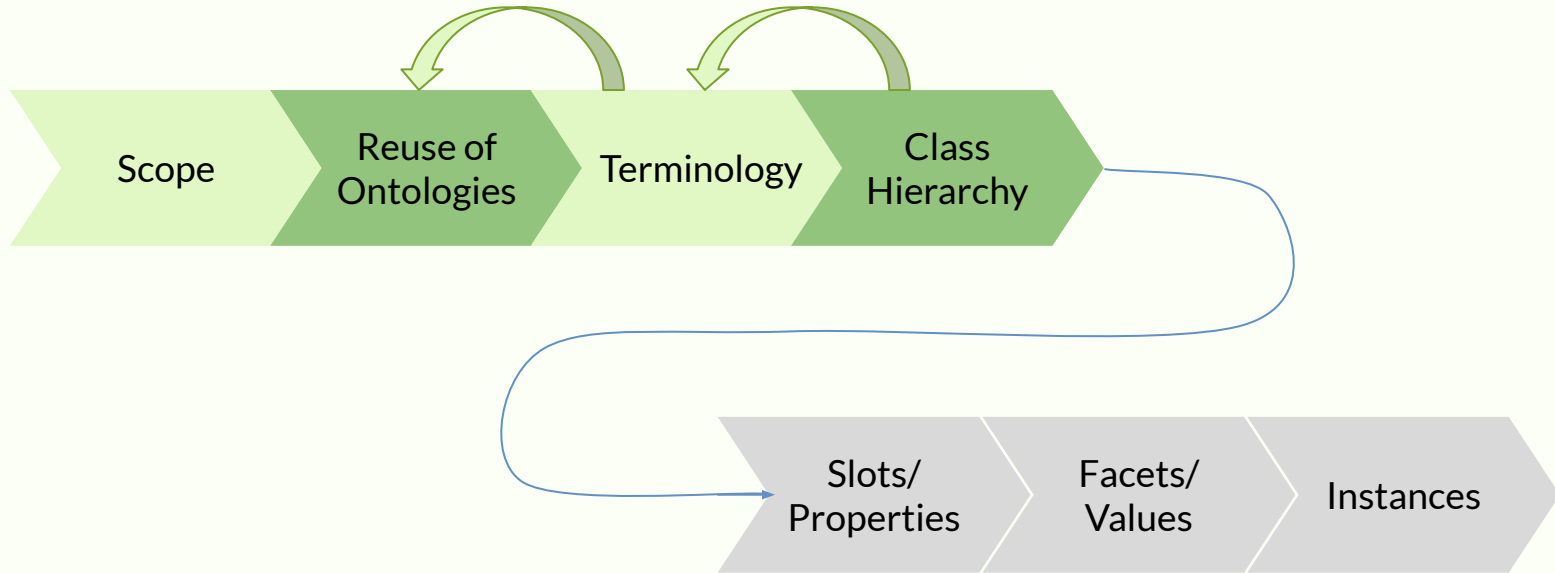 Scope
Reuse of
Ontologies
Terminology
Class
Hierarchy
Slots/
Properties
Facets/
Values
Instances